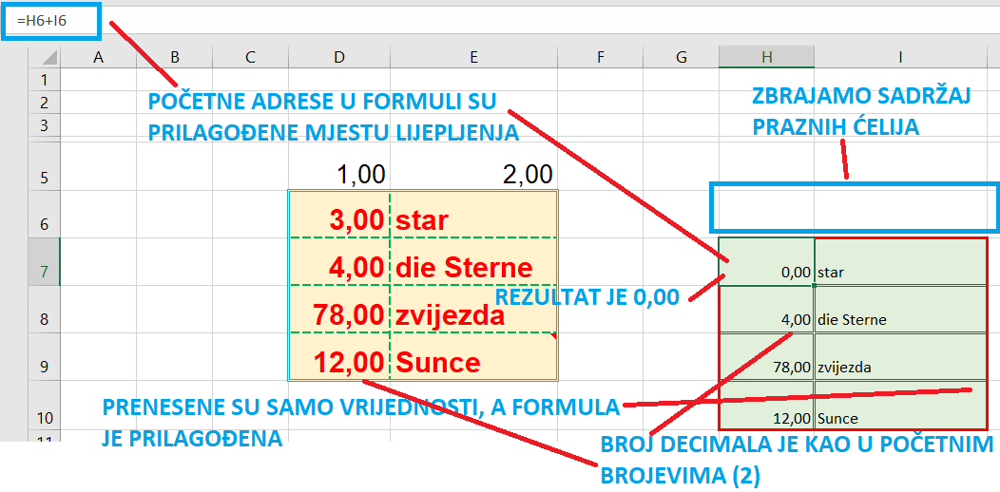 =H6+I6
A B C D E F G H I
1
POČETNE ADRESE U FORMULI SU
PRILAGOĐENE MJESTU LIJEPLJENJA
ZBRAJAMO SADRŽAJ
PRAZNIH ĆELIJA
2
3
5 1,00 2,00
6 3,00 star
7 4,00 die Sterne 0,00 star
REZULTAT JE 0,00
8 78,00 zvijezda 4,00 die Sterne
9 12,00 Sunce 78,00 zvijezda
PRENESENE SU SAMO VRIJEDNOSTI, A FORMULA
JE PRILAGOĐENA
10 12,00 Sunce
BROJ DECIMALA JE KAO U POČETNIM
BROJEVIMA (2)
11